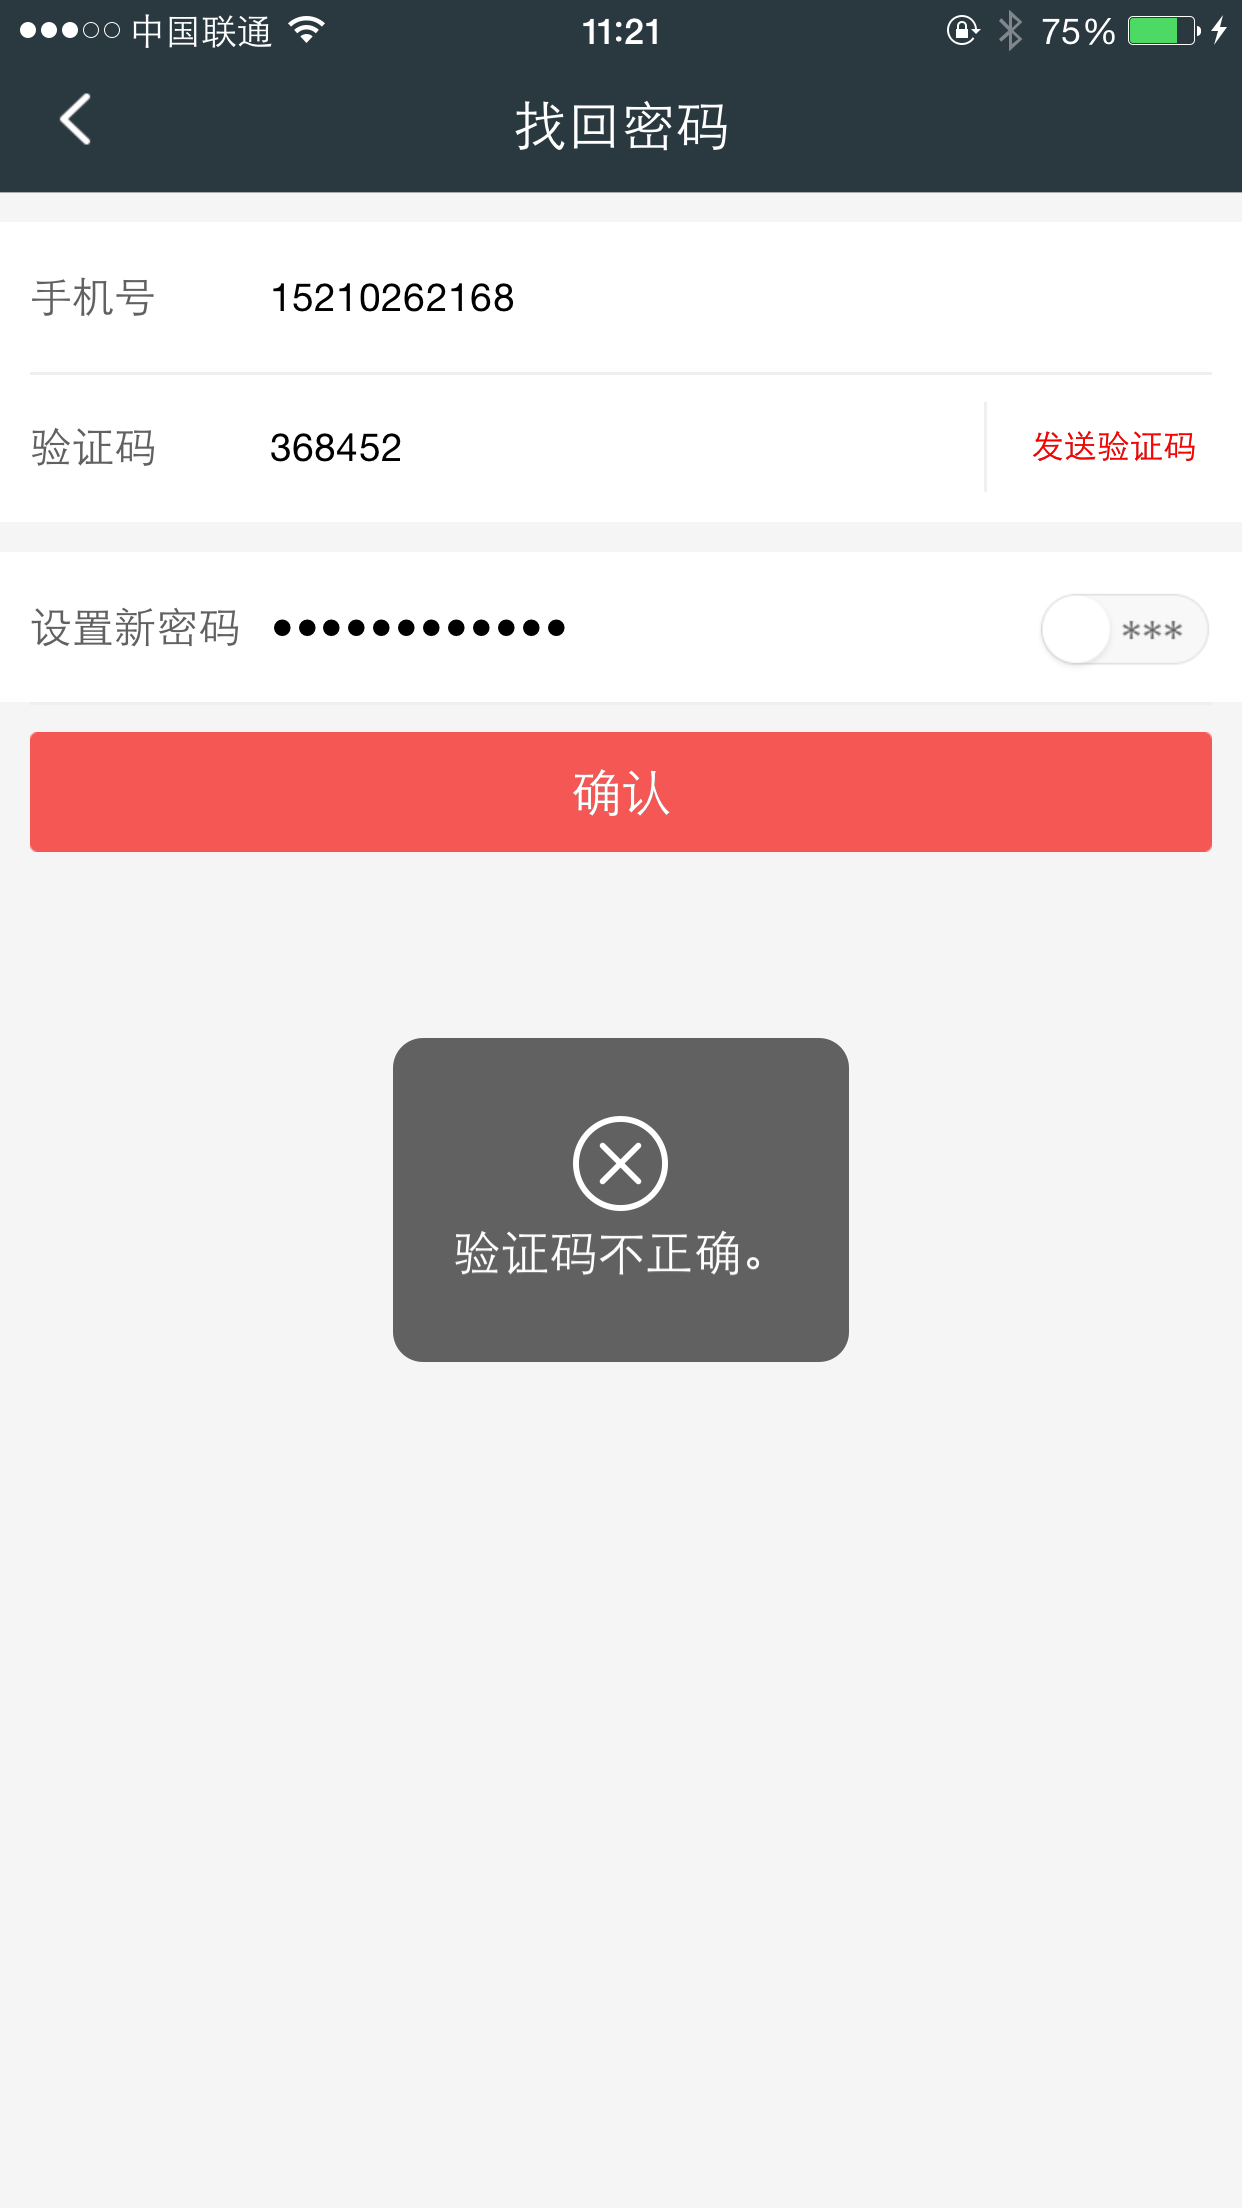 中国联通 11:21 75%
找回密码
手机号 15210262168
验证码 368452 发送验证码
设置新密码 •••••••••••• ***
确认
验证码不正确。